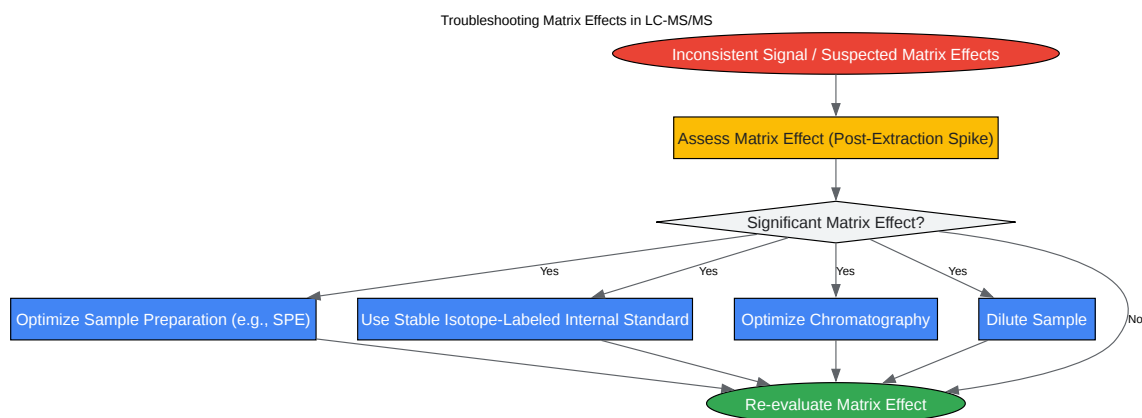 Troubleshooting Matrix Effects in LC-MS/MS
Inconsistent Signal / Suspected Matrix Effects
Assess Matrix Effect (Post-Extraction Spike)
Significant Matrix Effect?
Yes
Yes
Yes
Yes
Optimize Sample Preparation (e.g., SPE)
Use Stable Isotope-Labeled Internal Standard
Optimize Chromatography
Dilute Sample
No
Re-evaluate Matrix Effect